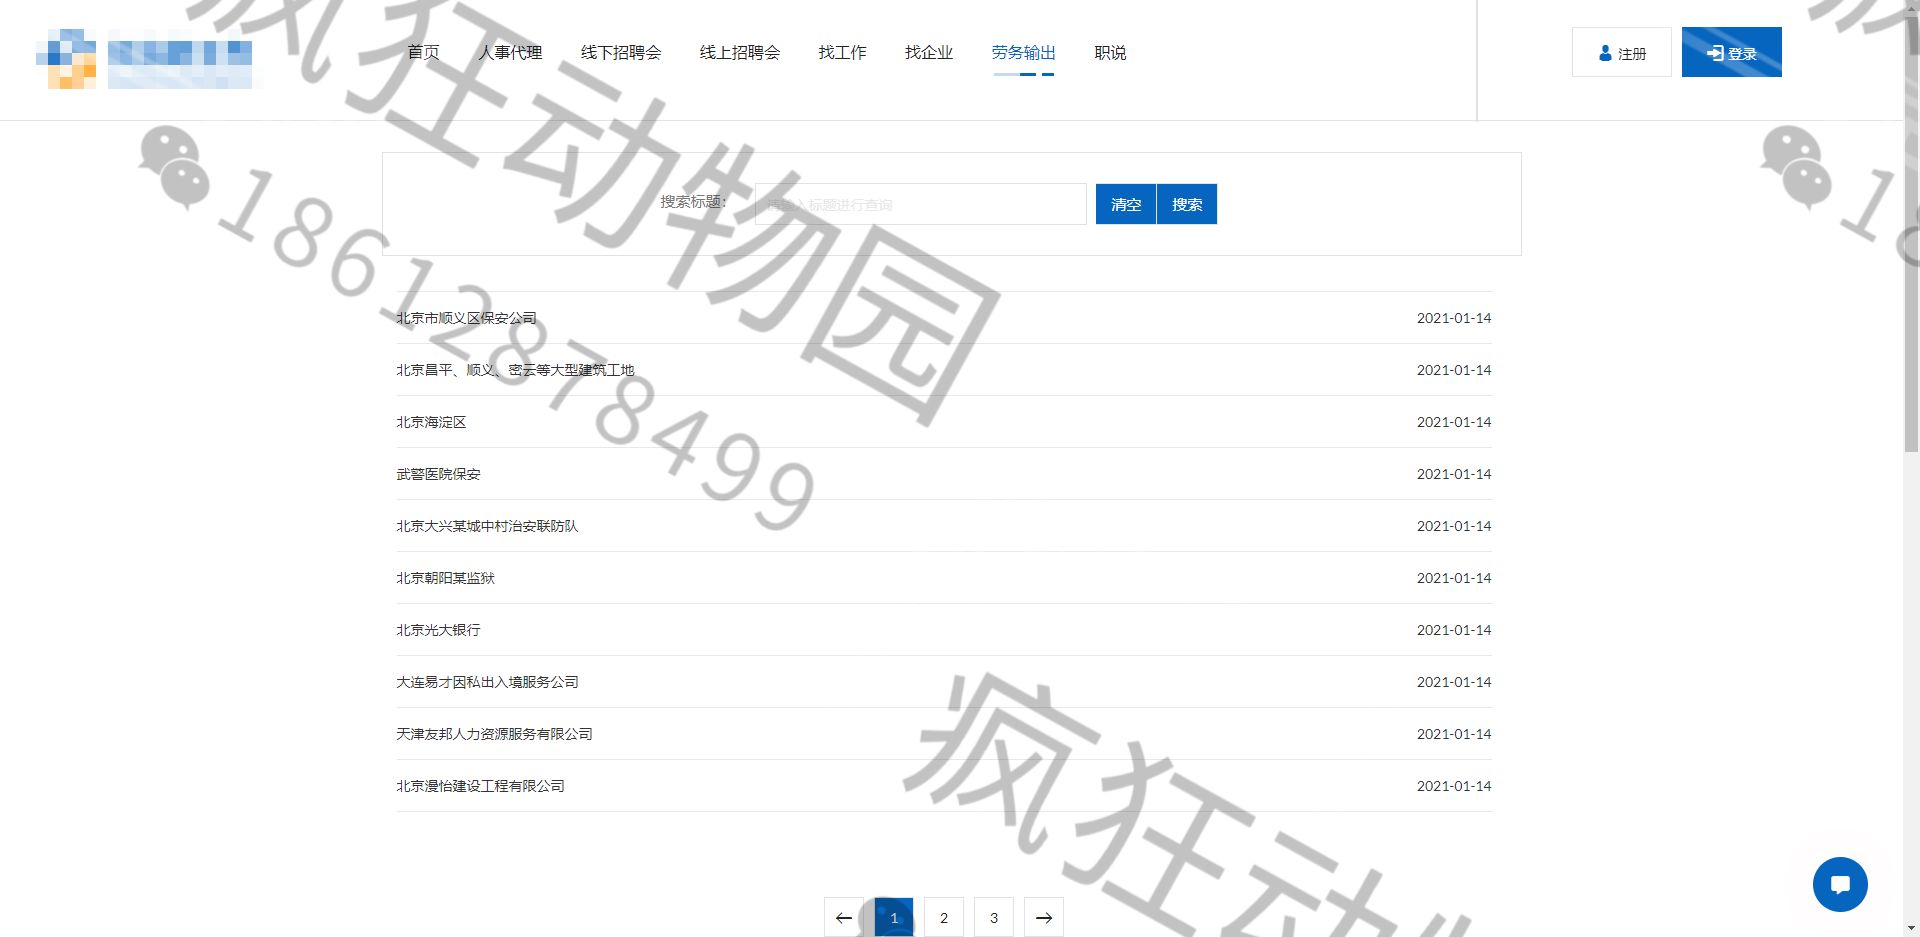 首页 人事代理 线下招聘会 线上招聘会 找工作 找企业 劳务输出 职说 注册 登录
搜索标题： 请输入标题进行查询 清空 搜索
北京市顺义区保安公司 2021-01-14
北京昌平、顺义、密云等大型建筑工地 2021-01-14
北京海淀区 2021-01-14
武警医院保安 2021-01-14
北京大兴某城中村治安联防队 2021-01-14
北京朝阳某监狱 2021-01-14
北京光大银行 2021-01-14
大连易才因私出入境服务公司 2021-01-14
天津友邦人力资源服务有限公司 2021-01-14
北京漫怡建设工程有限公司 2021-01-14
1 2 3
疯狂动物园
18612878499
疯狂动物
疯
18